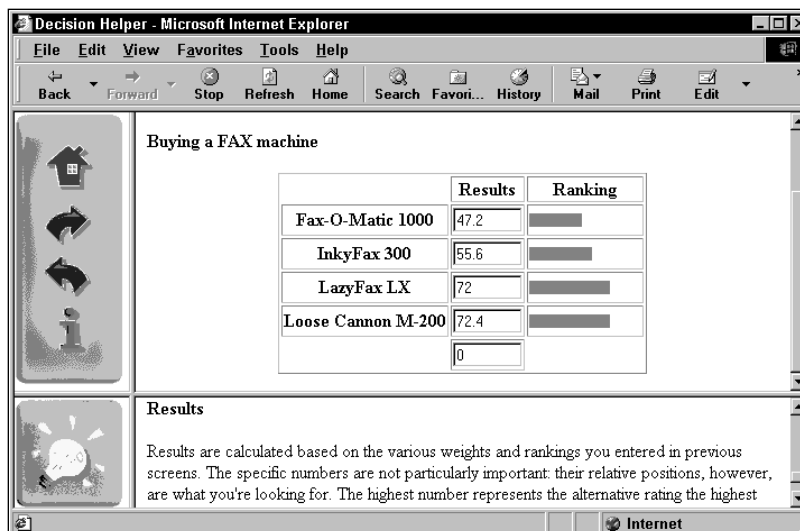 Decision Helper - Microsoft Internet Explorer
File Edit View Favorites Tools Help
Back Forward Stop Refresh Home Search Favori... History Mail Print Edit
Buying a FAX machine
Results Ranking
Fax-O-Matic 1000 47.2
InkyFax 300 55.6
LazyFax LX 72
Loose Cannon M-200 72.4
0
Results
Results are calculated based on the various weights and rankings you entered in previous
screens. The specific numbers are not particularly important: their relative positions, however,
are what you're looking for. The highest number represents the alternative rating the highest
Internet